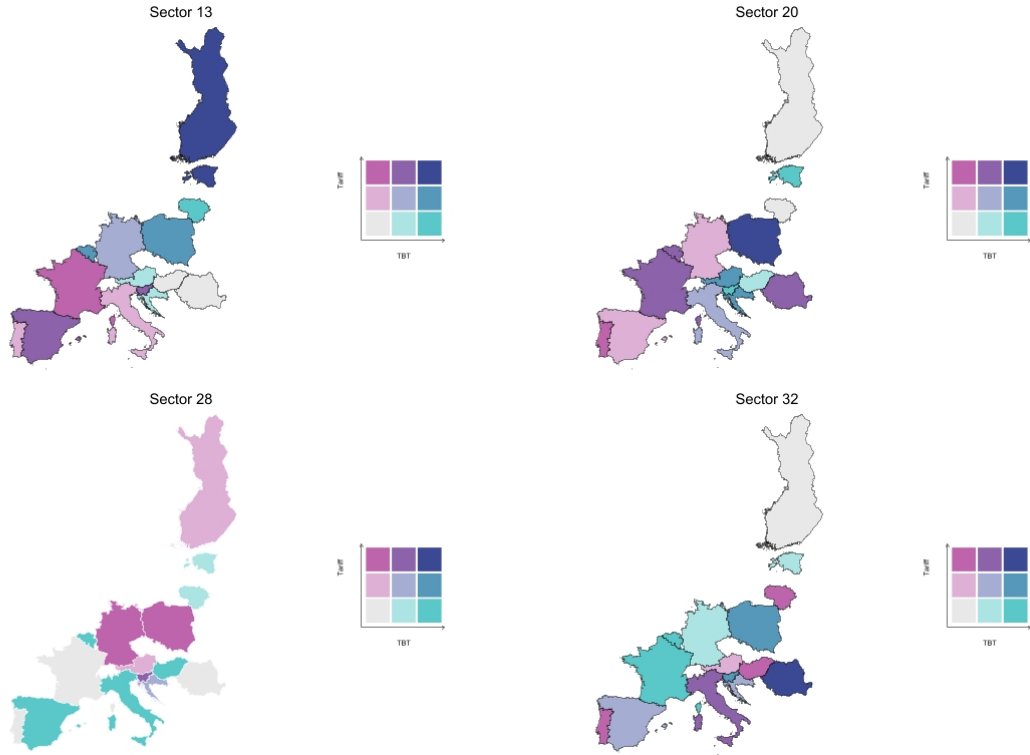 Sector 13
Sector 20
Tariff
TBT
Tariff
TBT
Sector 28
Sector 32
Tariff
TBT
Tariff
TBT